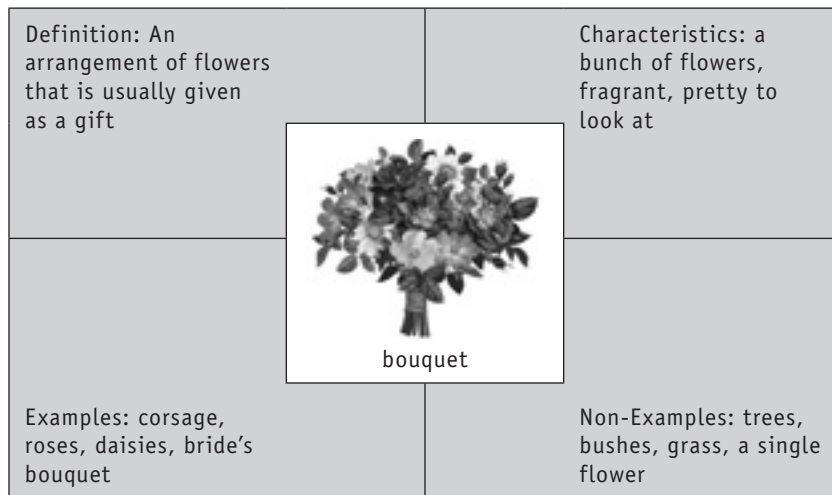 Definition: An
arrangement of flowers
that is usually given
as a gift
Characteristics: a
bunch of flowers,
fragrant, pretty to
look at
bouquet
Examples: corsage,
roses, daisies, bride's
bouquet
Non-Examples: trees,
bushes, grass, a single
flower